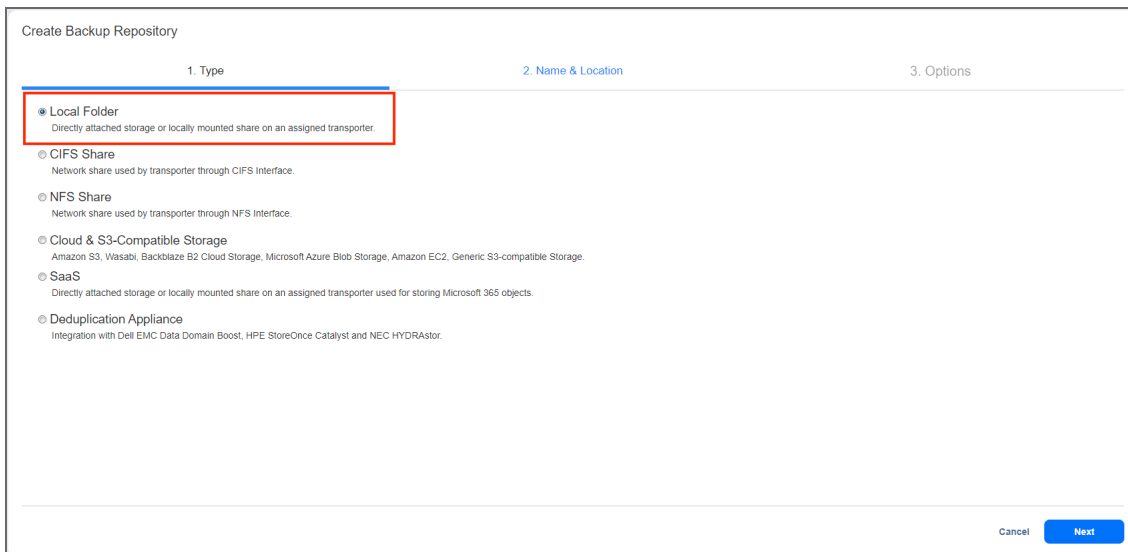 Create Backup Repository
1. Type
2. Name & Location
3. Options
Local Folder
Directly attached storage or locally mounted share on an assigned transporter.
CIFS Share
Network share used by transporter through CIFS Interface.
NFS Share
Network share used by transporter through NFS Interface.
Cloud & S3-Compatible Storage
Amazon S3, Wasabi, Backblaze B2 Cloud Storage, Microsoft Azure Blob Storage, Amazon EC2, Generic S3-compatible Storage.
SaaS
Directly attached storage or locally mounted share on an assigned transporter used for storing Microsoft 365 objects.
Deduplication Appliance
Integration with Dell EMC Data Domain Boost, HPE StoreOnce Catalyst and NEC HYDRAstor.
Cancel
Next